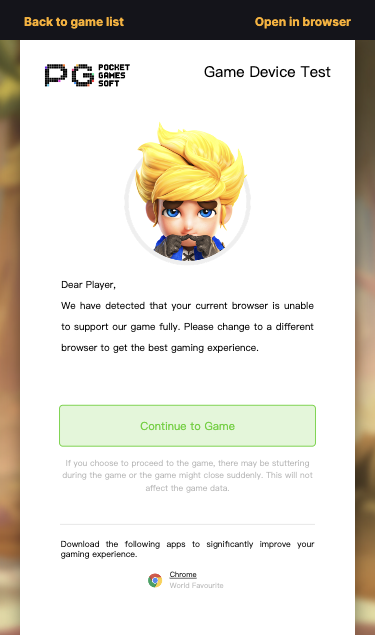 Back to game list Open in browser
PG POCKET GAMES SOFT
Game Device Test
Dear Player,
We have detected that your current browser is unable
to support our game fully. Please change to a different
browser to get the best gaming experience.
Continue to Game
If you choose to proceed to the game, there may be stuttering
during the game or the game might close suddenly. This will not
affect the game data.
Download the following apps to significantly improve your
gaming experience.
Chrome
World Favourite